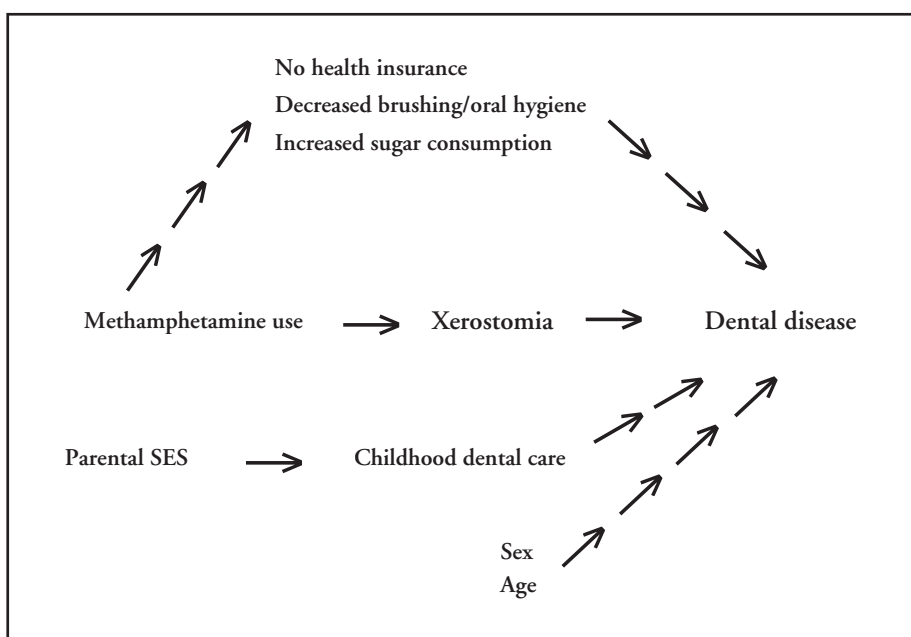 No health insurance
Decreased brushing/oral hygiene
Increased sugar consumption
Methamphetamine use
Xerostomia
Dental disease
Parental SES
Childhood dental care
Sex
Age